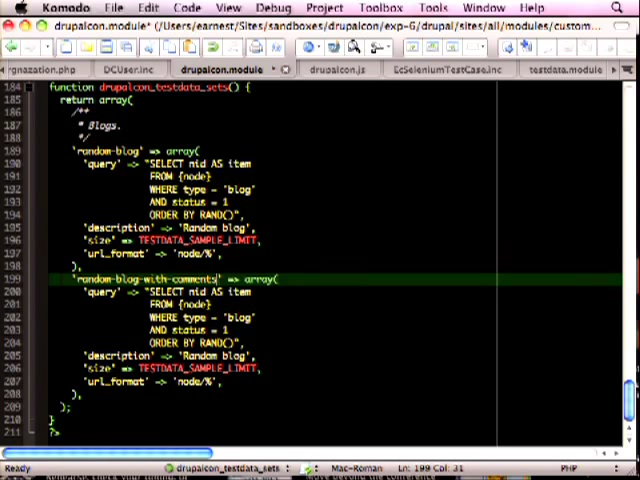 Komodo File Edit Code View Debug Project Toolbox Tools Window Help
drupalcon.module* (/Users/earnest/Sites/sandboxes/drupalcon/exp-6/drupal/sites/all/modules/custom...
rgnazation.php DCUser.inc drupalcon.module * drupalcon.js EcSeleniumTestCase.inc testdata.module
184 function drupalcon_testdata_sets() {
185 return array(
186 /**
187 * Blogs.
188 */
189 'random-blog' => array(
190 'query' => "SELECT nid AS item
191 FROM {node}
192 WHERE type = 'blog'
193 AND status = 1
194 ORDER BY RAND()",
195 'description' => 'Random blog',
196 'size' => TESTDATA_SAMPLE_LIMIT,
197 'url_format' => 'node/%',
198 ),
199 'random-blog-with-comments' => array(
200 'query' => "SELECT nid AS item
201 FROM {node}
202 WHERE type = 'blog'
203 AND status = 1
204 ORDER BY RAND()",
205 'description' => 'Random blog',
206 'size' => TESTDATA_SAMPLE_LIMIT,
207 'url_format' => 'node/%',
208 ),
209 );
210 }
211 ?>
Ready drupalcon_testdata_sets Mac-Roman Ln: 199 Col: 31 PHP